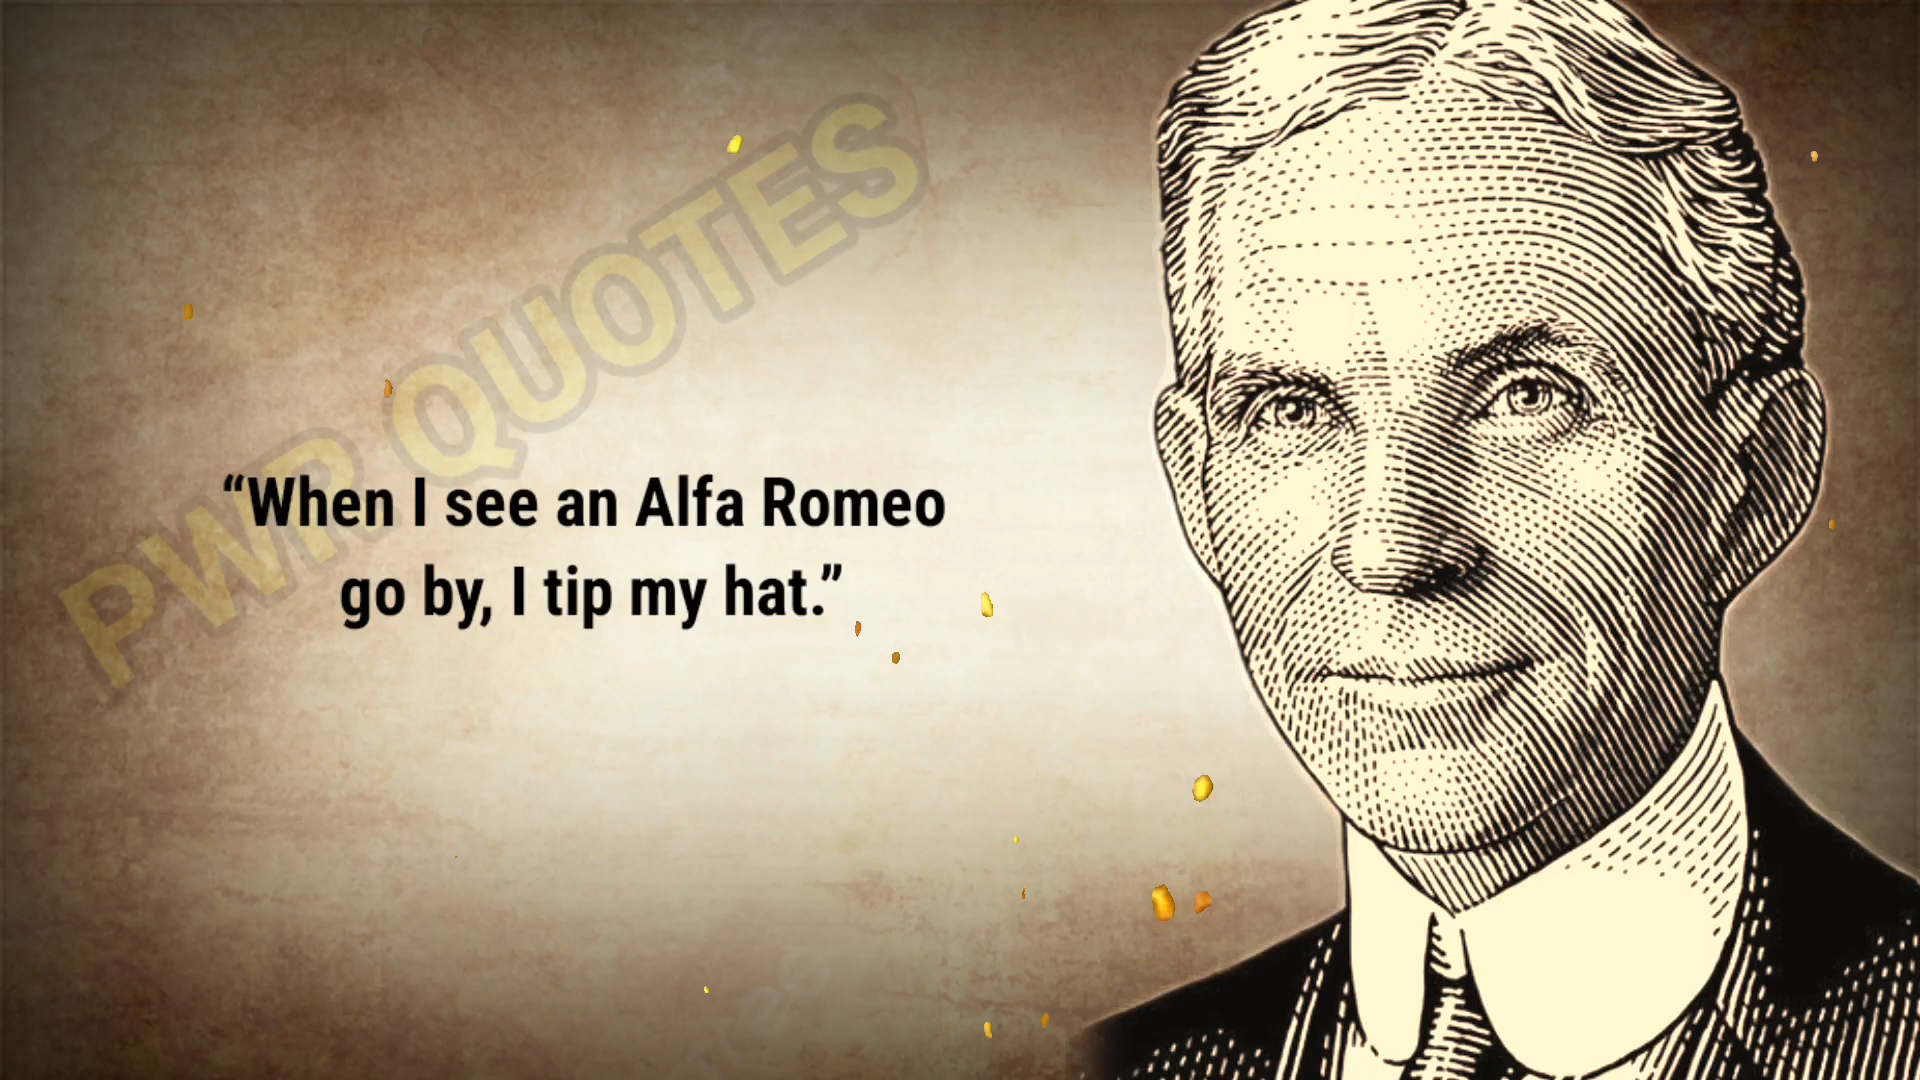 PWR QUOTES
“When I see an Alfa Romeo
go by, I tip my hat.”